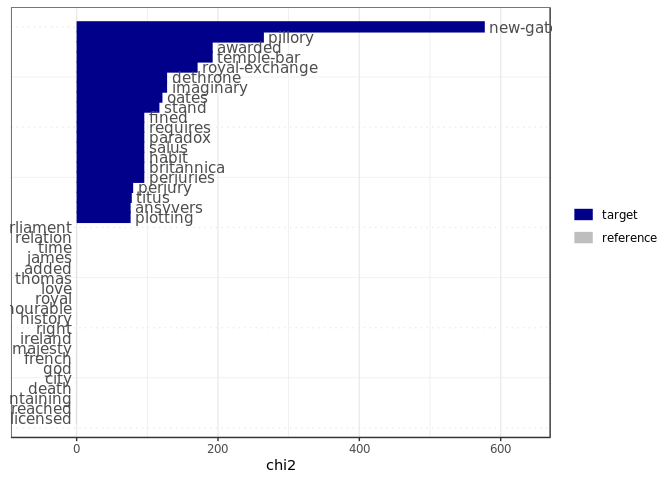 new-gat
pillory
awarded
temple-bar
royal-exchange
dethrone
imaginary
oates
stand
fined
requires
paradox
salus
habit
britannica
perjuries
perjury
titus
ansvvers
plotting
rliament
relation
time
james
added
thomas
love
royal
nourable
history
right
ireland
majesty
french
god
city
death
ntaining
reached
licensed
target
reference
0 200 400 600
chi2